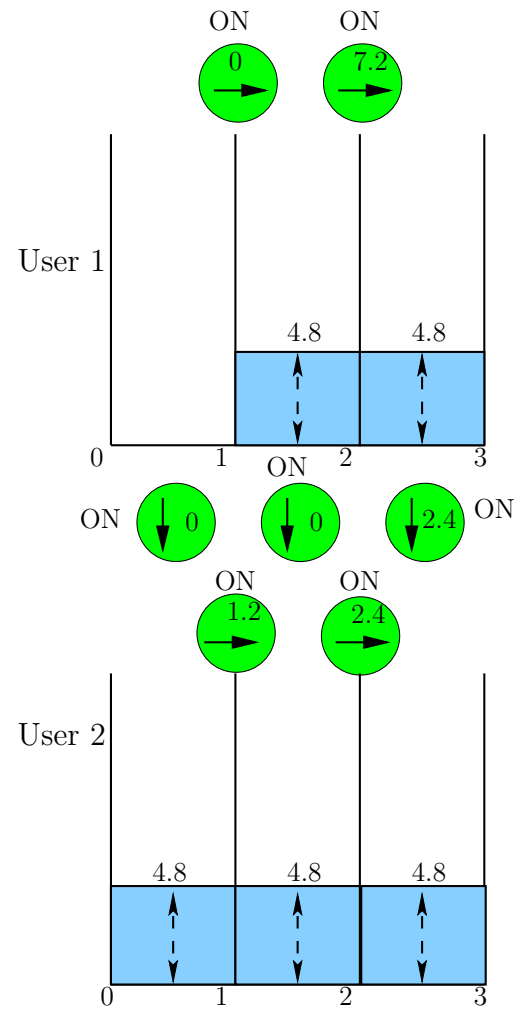 ON ON
0 7.2
User 1
4.8 4.8
0 1 2 3
ON
ON 0 0 2.4 ON
ON ON
1.2 2.4
User 2
4.8 4.8 4.8
0 1 2 3